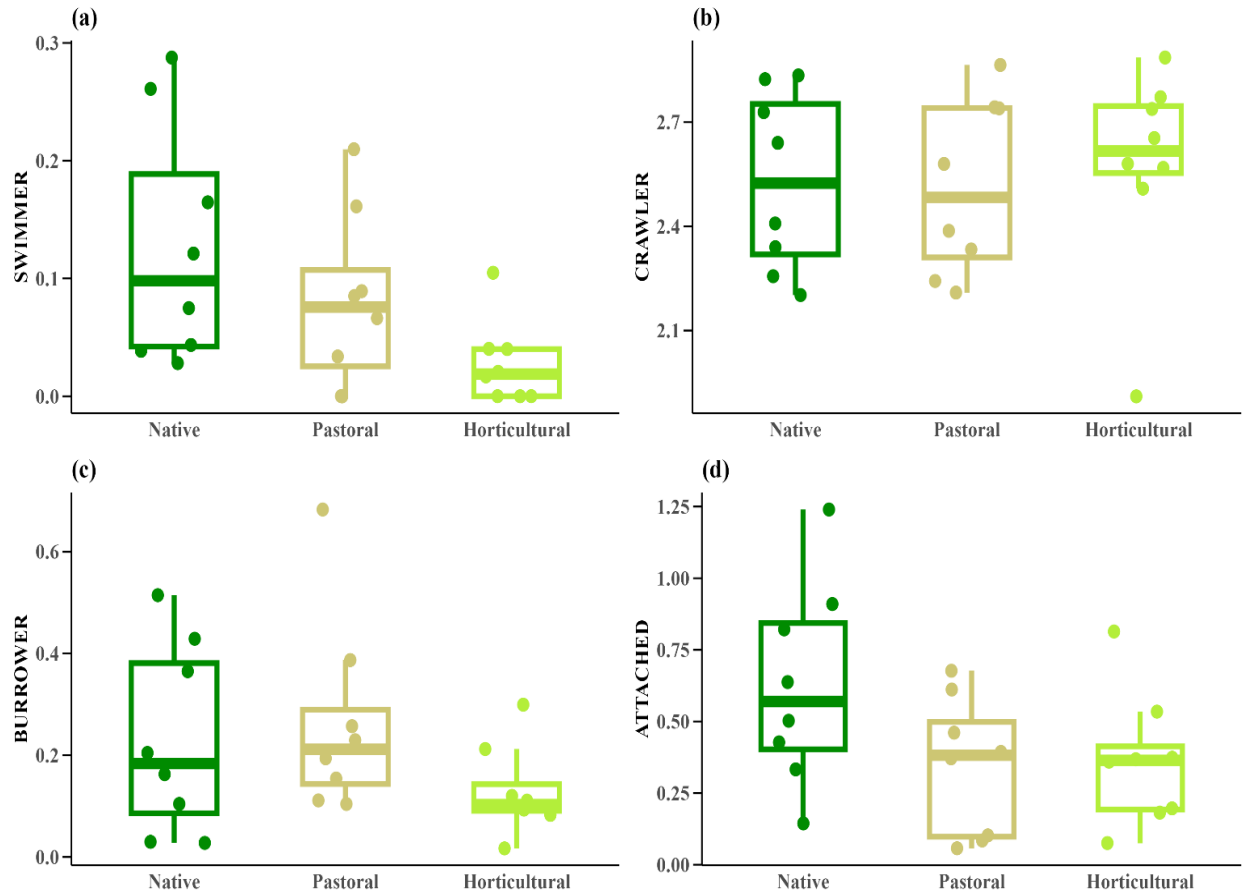 (a)
0.3
0.2
0.1
0.0
SWIMMER
Native Pastoral Horticultural
(b)
2.7
2.4
2.1
CRAWLER
Native Pastoral Horticultural
(c)
0.6
0.4
0.2
0.0
BURROWER
Native Pastoral Horticultural
(d)
1.25
1.00
0.75
0.50
0.25
0.00
ATTACHED
Native Pastoral Horticultural